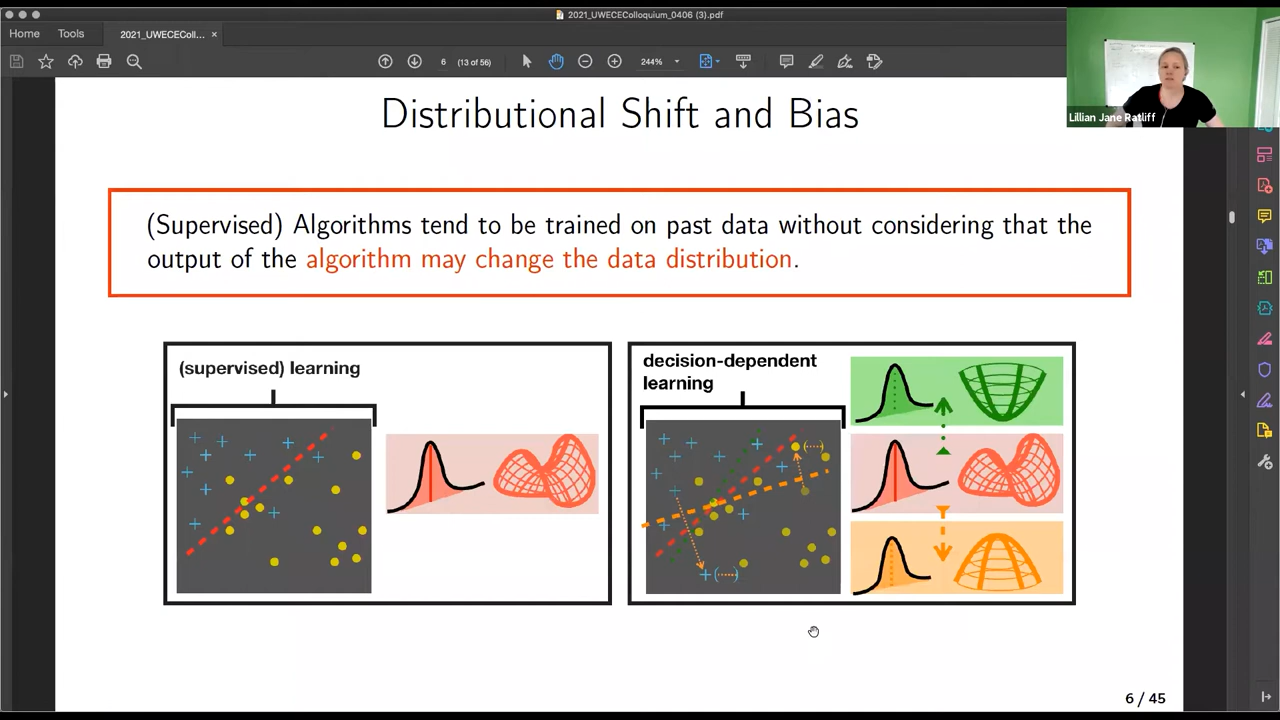 2021_UWECEColloquium_0406 (3).pdf
Home
Tools
2021_UWECEColl...
×
6
(13 of 56)
244%
Lillian Jane Ratliff
Distributional Shift and Bias
(Supervised) Algorithms tend to be trained on past data without considering that the
output of the algorithm may change the data distribution.
(supervised) learning
decision-dependent
learning
6 / 45